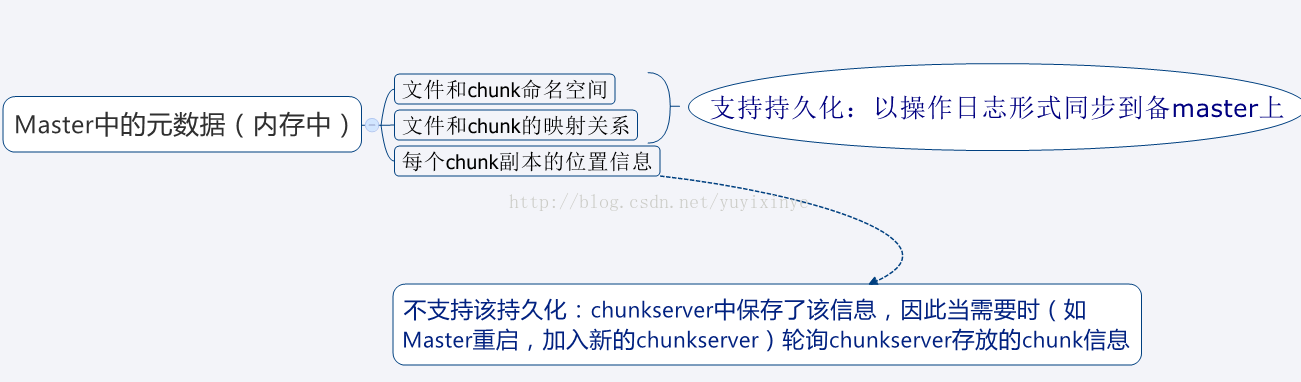 Master中的元数据（内存中）
文件和chunk命名空间
文件和chunk的映射关系
每个chunk副本的位置信息
支持持久化：以操作日志形式同步到备master上
http://blog.csdn.net/yuyixinye
不支持该持久化：chunkserver中保存了该信息，因此当需要时（如
Master重启，加入新的chunkserver）轮询chunkserver存放的chunk信息